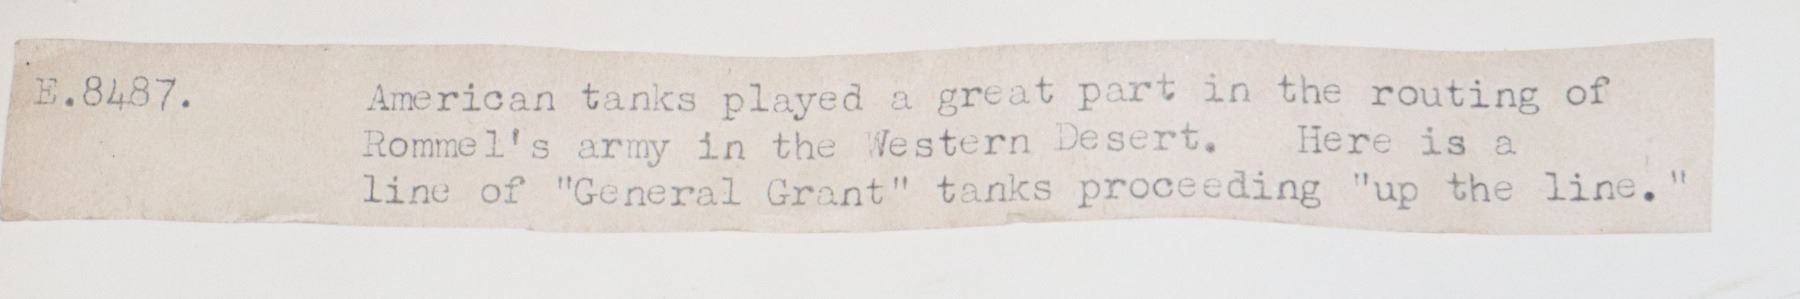 E.8487. American tanks played a great part in the routing of
Rommel's army in the Western Desert. Here is a
line of "General Grant" tanks proceeding "up the line."